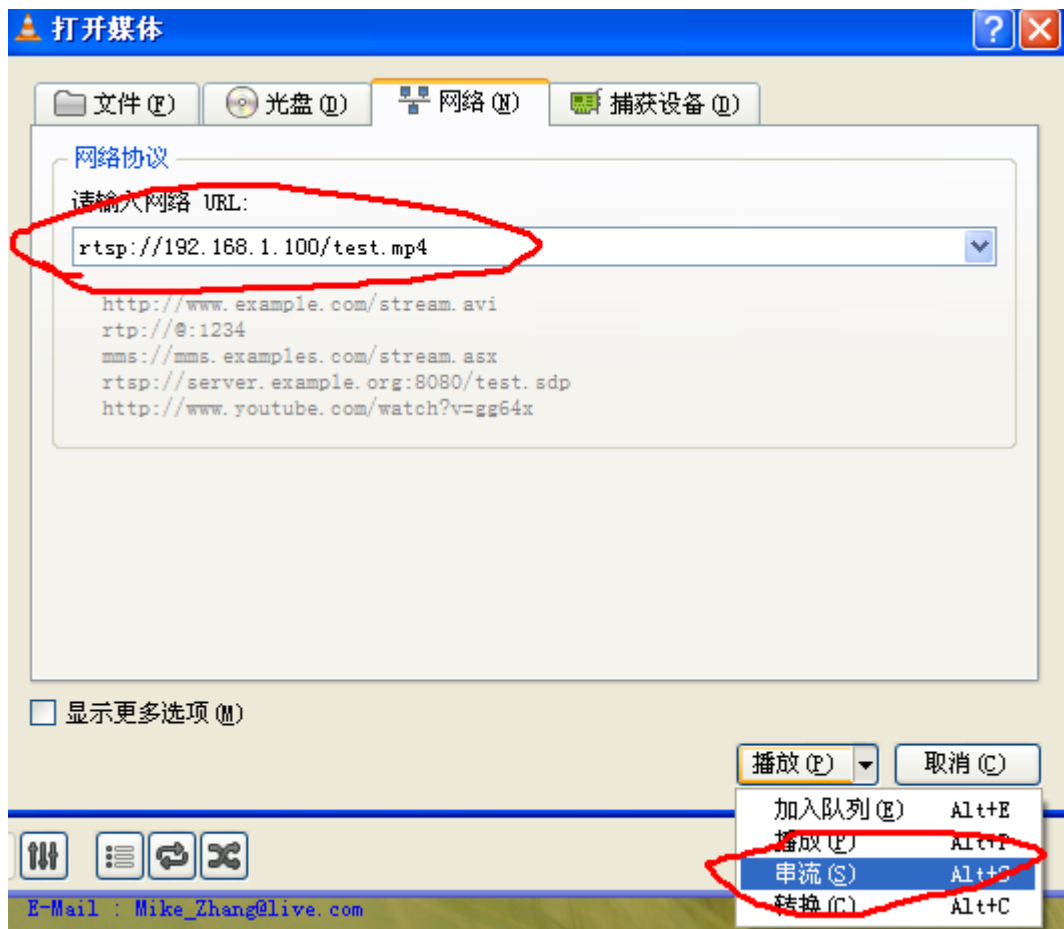 打开媒体
文件(F) 光盘(D) 网络(N) 捕获设备(D)
网络协议
请输入网络 URL:
rtsp://192.168.1.100/test.mp4
http://www.example.com/stream.avi
rtp://@:1234
mms://mms.examples.com/stream.asx
rtsp://server.example.org:8080/test.sdp
http://www.youtube.com/watch?v=gg64x
显示更多选项(M)
播放(P) 取消(C)
加入队列(E) Alt+E
播放(P) Alt+P
串流(S) Alt+S
转换(C) Alt+C
E-Mail : Mike_Zhang@live.com